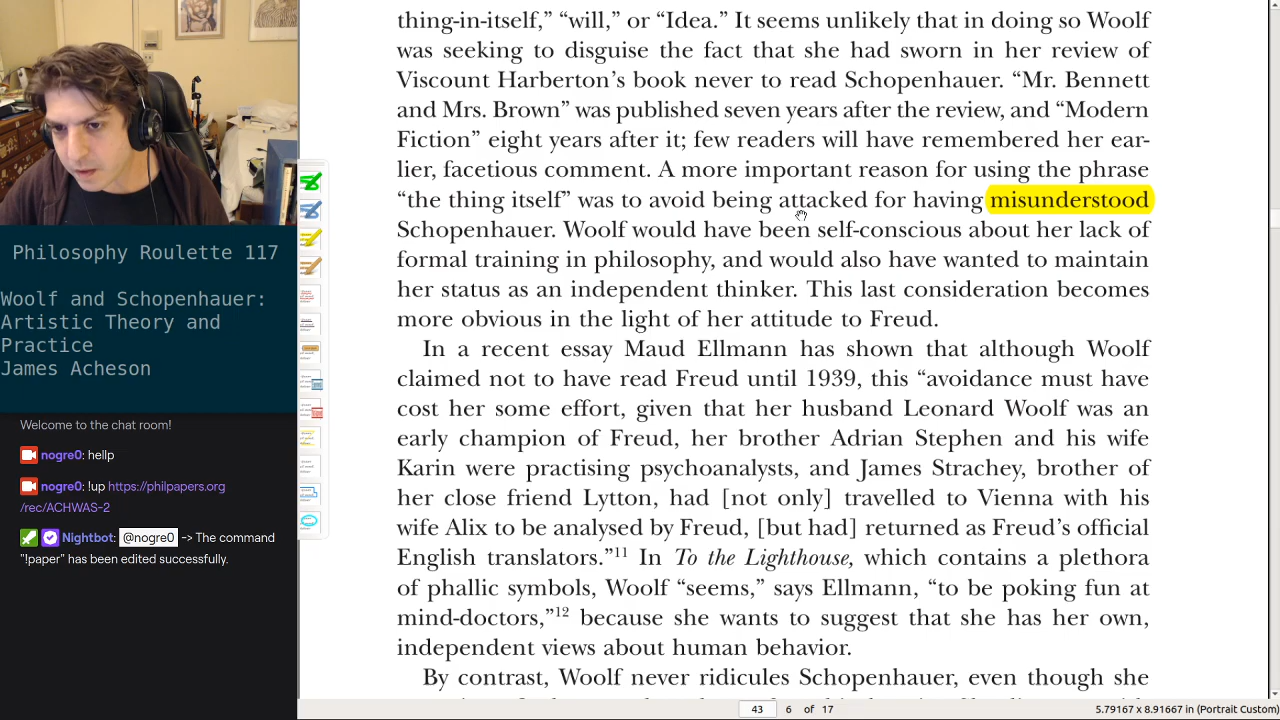 thing-in-itself,” “will,” or “Idea.” It seems unlikely that in doing so Woolf
was seeking to disguise the fact that she had sworn in her review of
Viscount Harberton’s book never to read Schopenhauer. “Mr. Bennett
and Mrs. Brown” was published seven years after the review, and “Modern
Fiction” eight years after it; few readers will have remembered her ear-
lier, facetious comment. A more important reason for using the phrase
“the thing itself” was to avoid being attacked for having misunderstood
Schopenhauer. Woolf would have been self-conscious about her lack of
formal training in philosophy, and would also have wanted to maintain
her status as an independent thinker. This last consideration becomes
more obvious in the light of her attitude to Freud.
In a recent study, Maud Ellmann has shown that although Woolf
claimed not to have read Freud until 1939, to “avoid him must have
cost her some effort, given that Leonard her [husband] Woolf was an
early champion of Freud, her brother Adrian Stephen and his wife
Karin were practising psychoanalysts, and James Strachey, brother of
her close friend Lytton, had not only travelled to Vienna with his
wife Alix to be analysed by Freud, but also served as Freud’s principal
English translators.”11 In To the Lighthouse, which contains a plethora
of phallic symbols, Woolf “seems,” says Ellmann, “to be poking fun at
mind-doctors,”12 because she wants to suggest that she has her own,
independent views about human behavior.
By contrast, Woolf never ridicules Schopenhauer, even though she
Philosophy Roulette 117
Woolf and Schopenhauer:
Artistic Theory and
Practice
James Acheson
Welcome to the chat room!
nogre0: hellp
nogre0: !up https://philpapers.org
/rec/ACHWAS-2
Nightbot: @nogre0 -> The command
"!paper" has been edited successfully.
43 6 of 17
5.79167 x 8.91667 in (Portrait Custom)